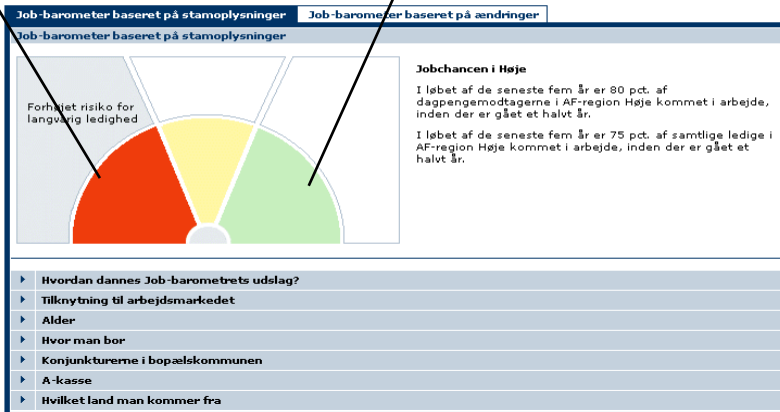 Job-barometer baseret på stamoplysninger
Job-barometer baseret på ændringer
Job-barometer baseret på stamoplysninger
Forhøjet risiko for
langvarig ledighed
Jobchancen i Høje
I løbet af de seneste fem år er 80 pct. af
dagpengemodtagerne i AF-region Høje kommet i arbejde,
inden der er gået et halvt år.
I løbet af de seneste fem år er 75 pct. af samtlige ledige i
AF-region Høje kommet i arbejde, inden der er gået et
halvt år.
Hvordan dannes Job-barometrets udslag?
Tilknytning til arbejdsmarkedet
Alder
Hvor man bor
Konjunkturerne i bopælskommunen
A-kasse
Hvilket land man kommer fra